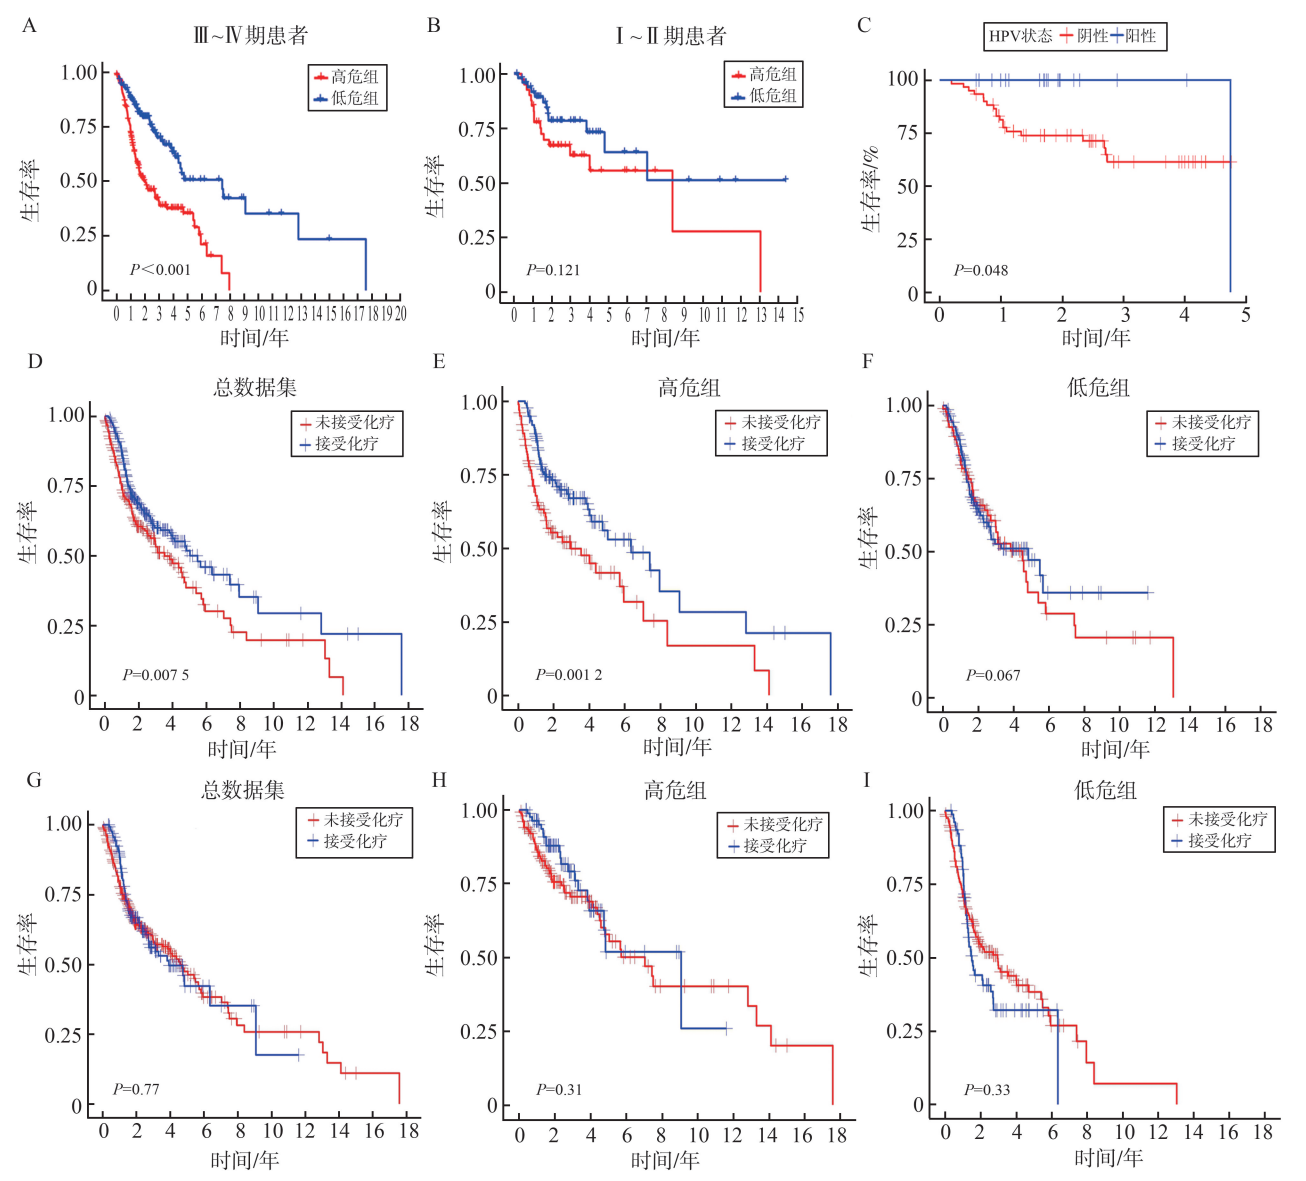 A
Ⅲ~Ⅳ期患者
高危组
低危组
1.00
0.75
0.50
0.25
0
生存率
P＜0.001
0 1 2 3 4 5 6 7 8 9 10 11 12 13 14 15 16 17 18 19 20
时间/年
B
Ⅰ~Ⅱ期患者
高危组
低危组
1.00
0.75
0.50
0.25
0
生存率
P=0.121
0 1 2 3 4 5 6 7 8 9 10 11 12 13 14 15
时间/年
C
HPV状态 阴性 阳性
100
75
50
25
0
生存率/%
P=0.048
0 1 2 3 4 5
时间/年
D
总数据集
未接受化疗
接受化疗
1.00
0.75
0.50
0.25
0
生存率
P=0.007 5
0 2 4 6 8 10 12 14 16 18
时间/年
E
高危组
未接受化疗
接受化疗
1.00
0.75
0.50
0.25
0
生存率
P=0.001 2
0 2 4 6 8 10 12 14 16 18
时间/年
F
低危组
未接受化疗
接受化疗
1.00
0.75
0.50
0.25
0
生存率
P=0.067
0 2 4 6 8 10 12 14 16 18
时间/年
G
总数据集
未接受化疗
接受化疗
1.00
0.75
0.50
0.25
0
生存率
P=0.77
0 2 4 6 8 10 12 14 16 18
时间/年
H
高危组
未接受化疗
接受化疗
1.00
0.75
0.50
0.25
0
生存率
P=0.31
0 2 4 6 8 10 12 14 16 18
时间/年
I
低危组
未接受化疗
接受化疗
1.00
0.75
0.50
0.25
0
生存率
P=0.33
0 2 4 6 8 10 12 14 16 18
时间/年